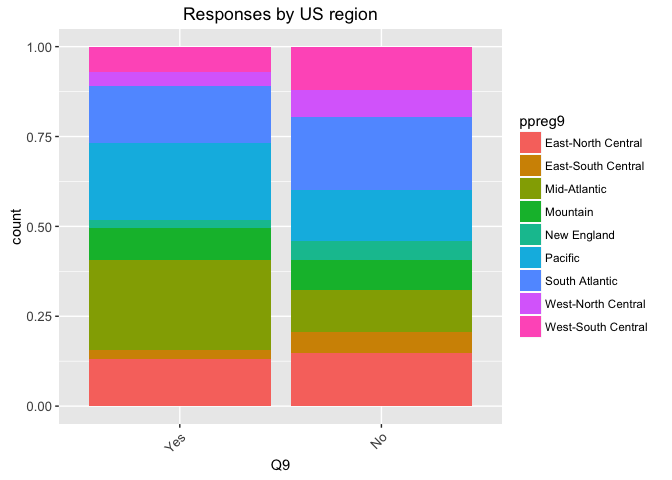 Responses by US region
1.00
0.75
0.50
0.25
0.00
count
Yes
No
Q9
ppreg9
East-North Central
East-South Central
Mid-Atlantic
Mountain
New England
Pacific
South Atlantic
West-North Central
West-South Central